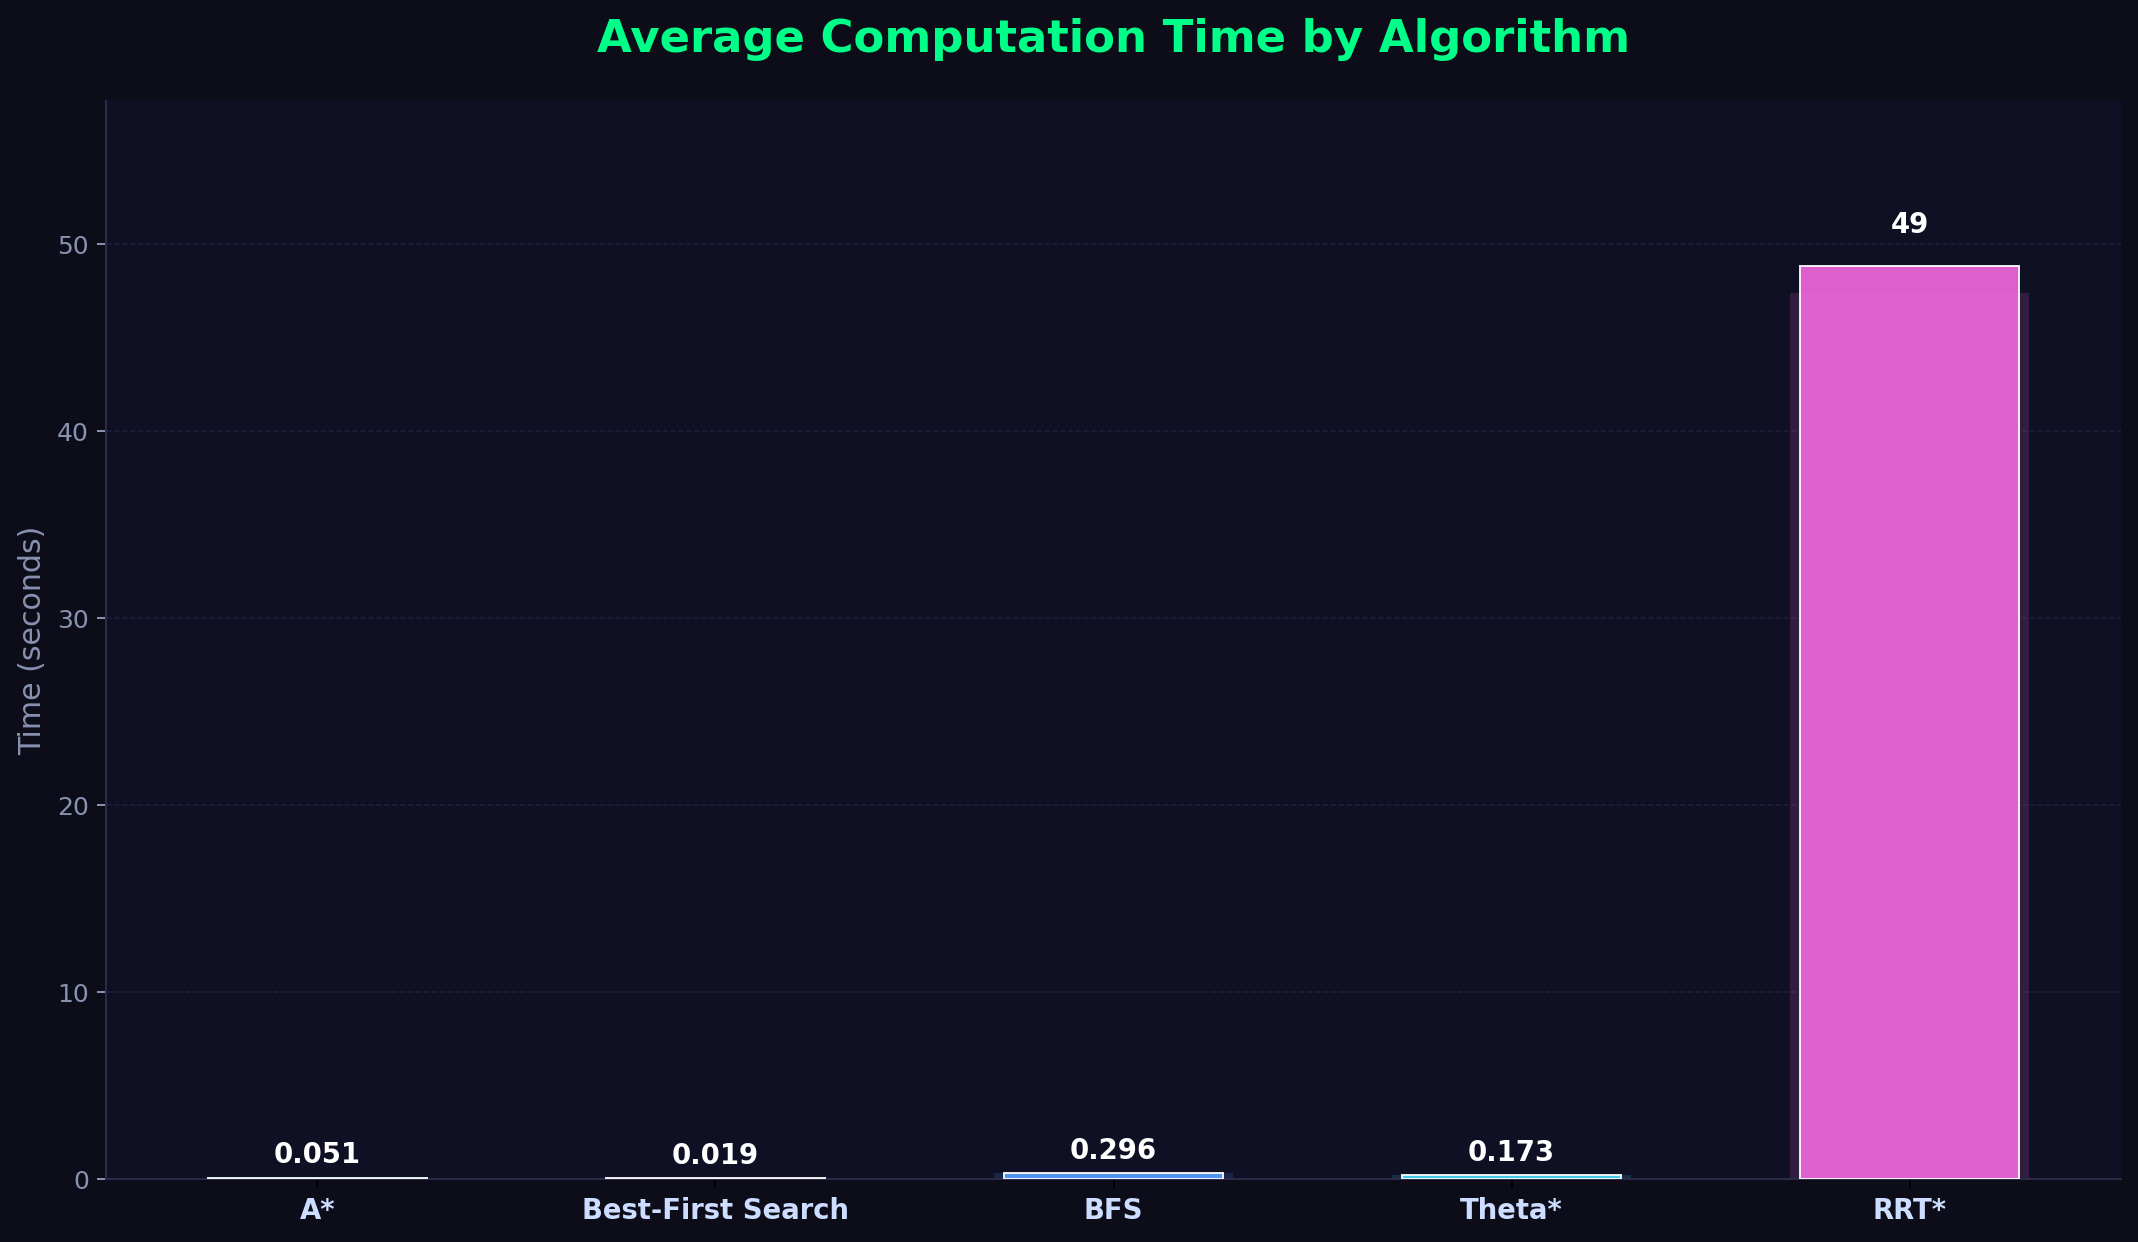 Average Computation Time by Algorithm
Time (seconds)
50
40
30
20
10
0
0.051
0.019
0.296
0.173
49
A*
Best-First Search
BFS
Theta*
RRT*